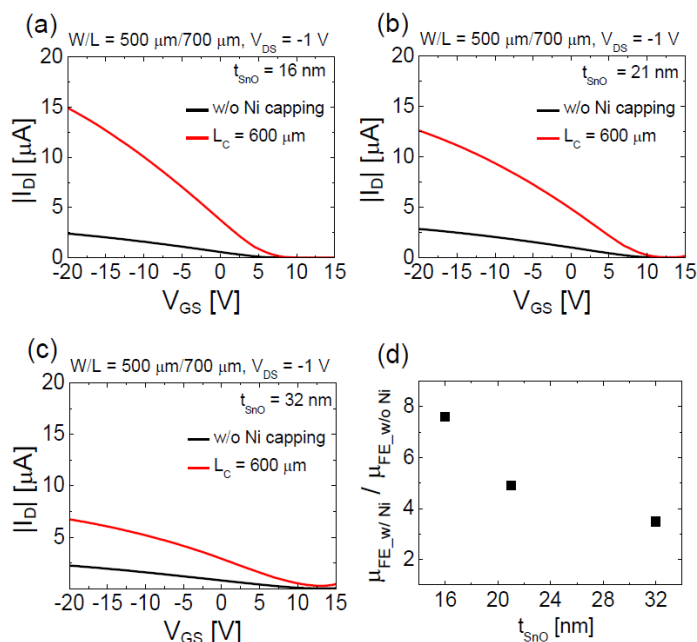 (a)
W/L = 500 μm/700 μm, V_DS = -1 V
t_SnO = 16 nm
w/o Ni capping
L_C = 600 μm
|I_D| [μA]
20
15
10
5
0
-20 -15 -10 -5 0 5 10 15
V_GS [V]
(b)
W/L = 500 μm/700 μm, V_DS = -1 V
t_SnO = 21 nm
w/o Ni capping
L_C = 600 μm
|I_D| [μA]
20
15
10
5
0
-20 -15 -10 -5 0 5 10 15
V_GS [V]
(c)
W/L = 500 μm/700 μm, V_DS = -1 V
t_SnO = 32 nm
w/o Ni capping
L_C = 600 μm
|I_D| [μA]
20
15
10
5
-20 -15 -10 -5 0 5 10 15
V_GS [V]
(d)
μ_FE_w/ Ni / μ_FE_w/o Ni
8
6
4
2
16 20 24 28 32
t_SnO [nm]